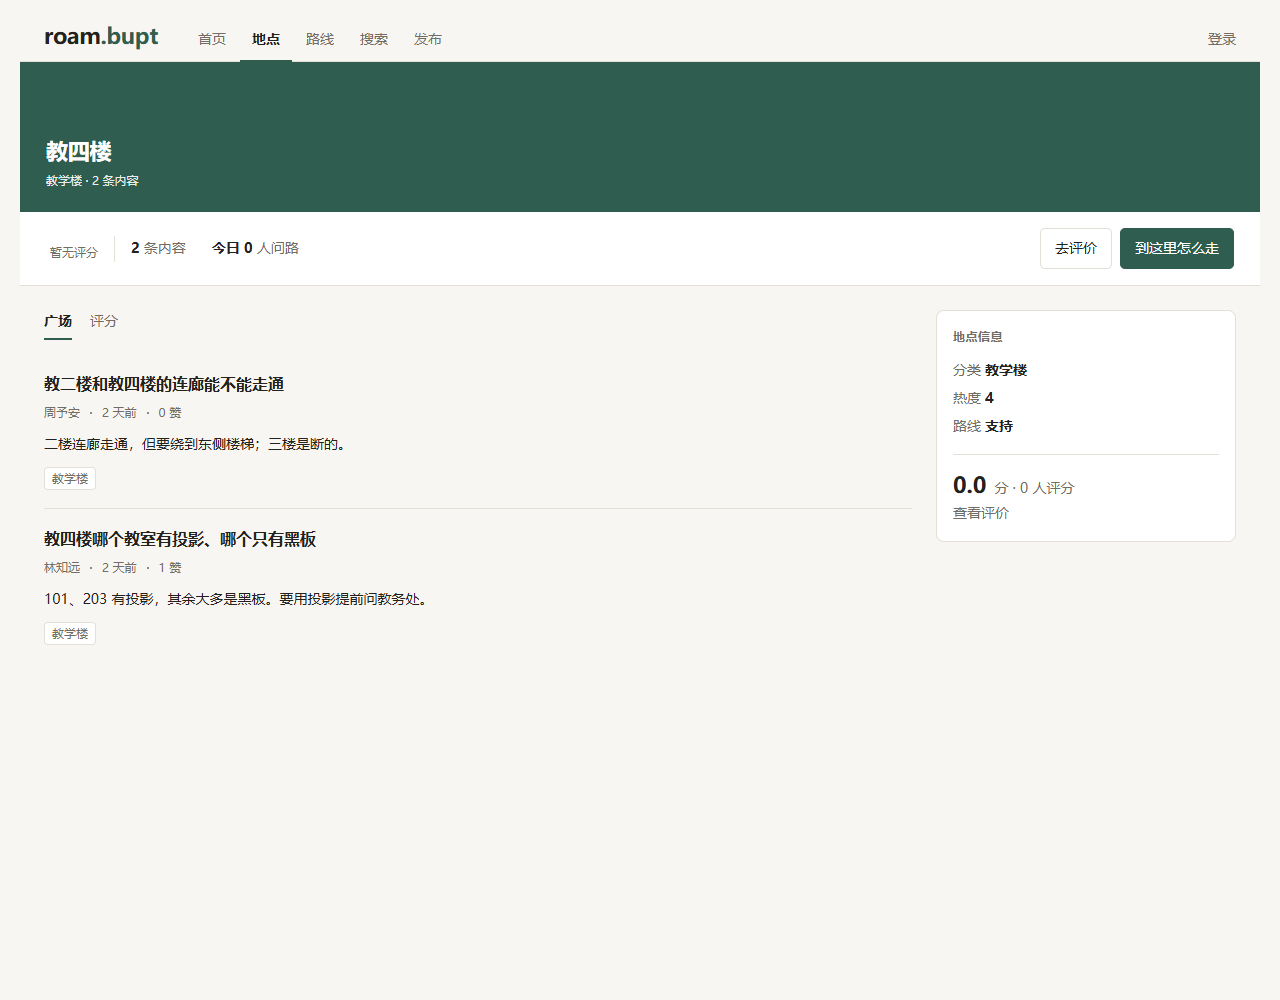 roam.bupt 首页 地点 路线 搜索 发布 登录
教四楼
教学楼 · 2 条内容
暂无评分 2 条内容 今日 0 人问路 去评价 到这里怎么走
广场 评分
教二楼和教四楼的连廊能不能走通
周予安 · 2 天前 · 0 赞
二楼连廊走通，但要绕到东侧楼梯；三楼是断的。
教学楼
教四楼哪个教室有投影、哪个只有黑板
林知远 · 2 天前 · 1 赞
101、203 有投影，其余大多是黑板。要用投影提前问教务处。
教学楼
地点信息
分类 教学楼
热度 4
路线 支持
0.0 分 · 0 人评分
查看评价